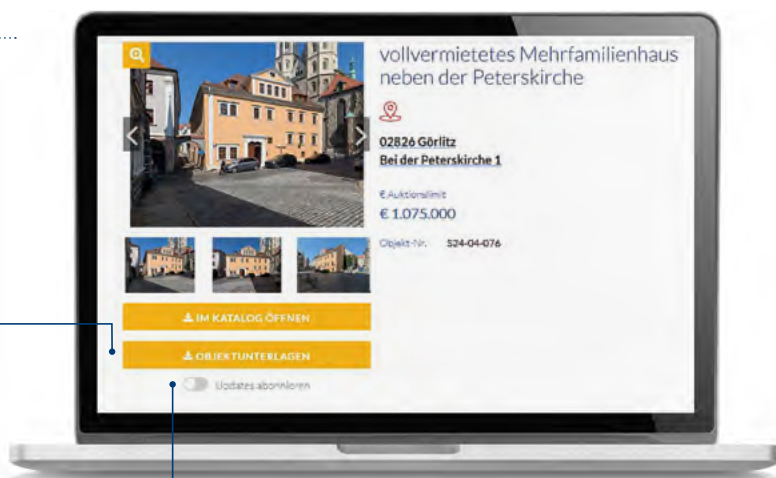 vollvermietetes Mehrfamilienhaus
neben der Peterskirche
02826 Görlitz
Bei der Peterskirche 1
€ Auktionslimit
€ 1.075.000
Objekt-Nr. S24-04-076
IM KATALOG ÖFFNEN
OBJEKTUNTERLAGEN
Updates abonnieren